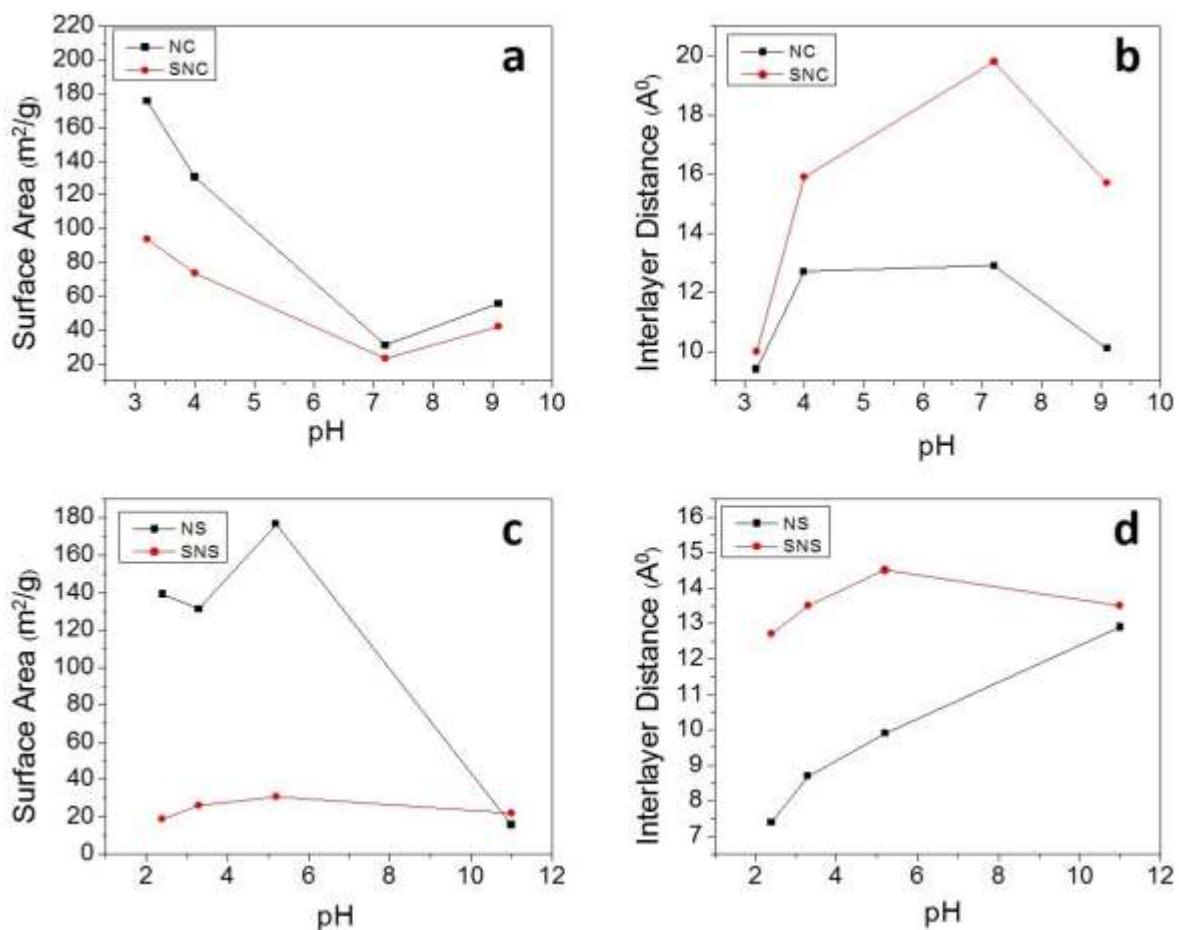 a
NC
SNC
Surface Area (m²/g)
220
200
180
160
140
120
100
80
60
40
20
3 4 5 6 7 8 9 10
pH
b
NC
SNC
Interlayer Distance (A⁰)
20
18
16
14
12
10
3 4 5 6 7 8 9 10
pH
c
NS
SNS
Surface Area (m²/g)
180
160
140
120
100
80
60
40
20
0
2 4 6 8 10 12
pH
d
NS
SNS
Interlayer Distance (A⁰)
16
15
14
13
12
11
10
9
8
7
2 4 6 8 10 12
pH